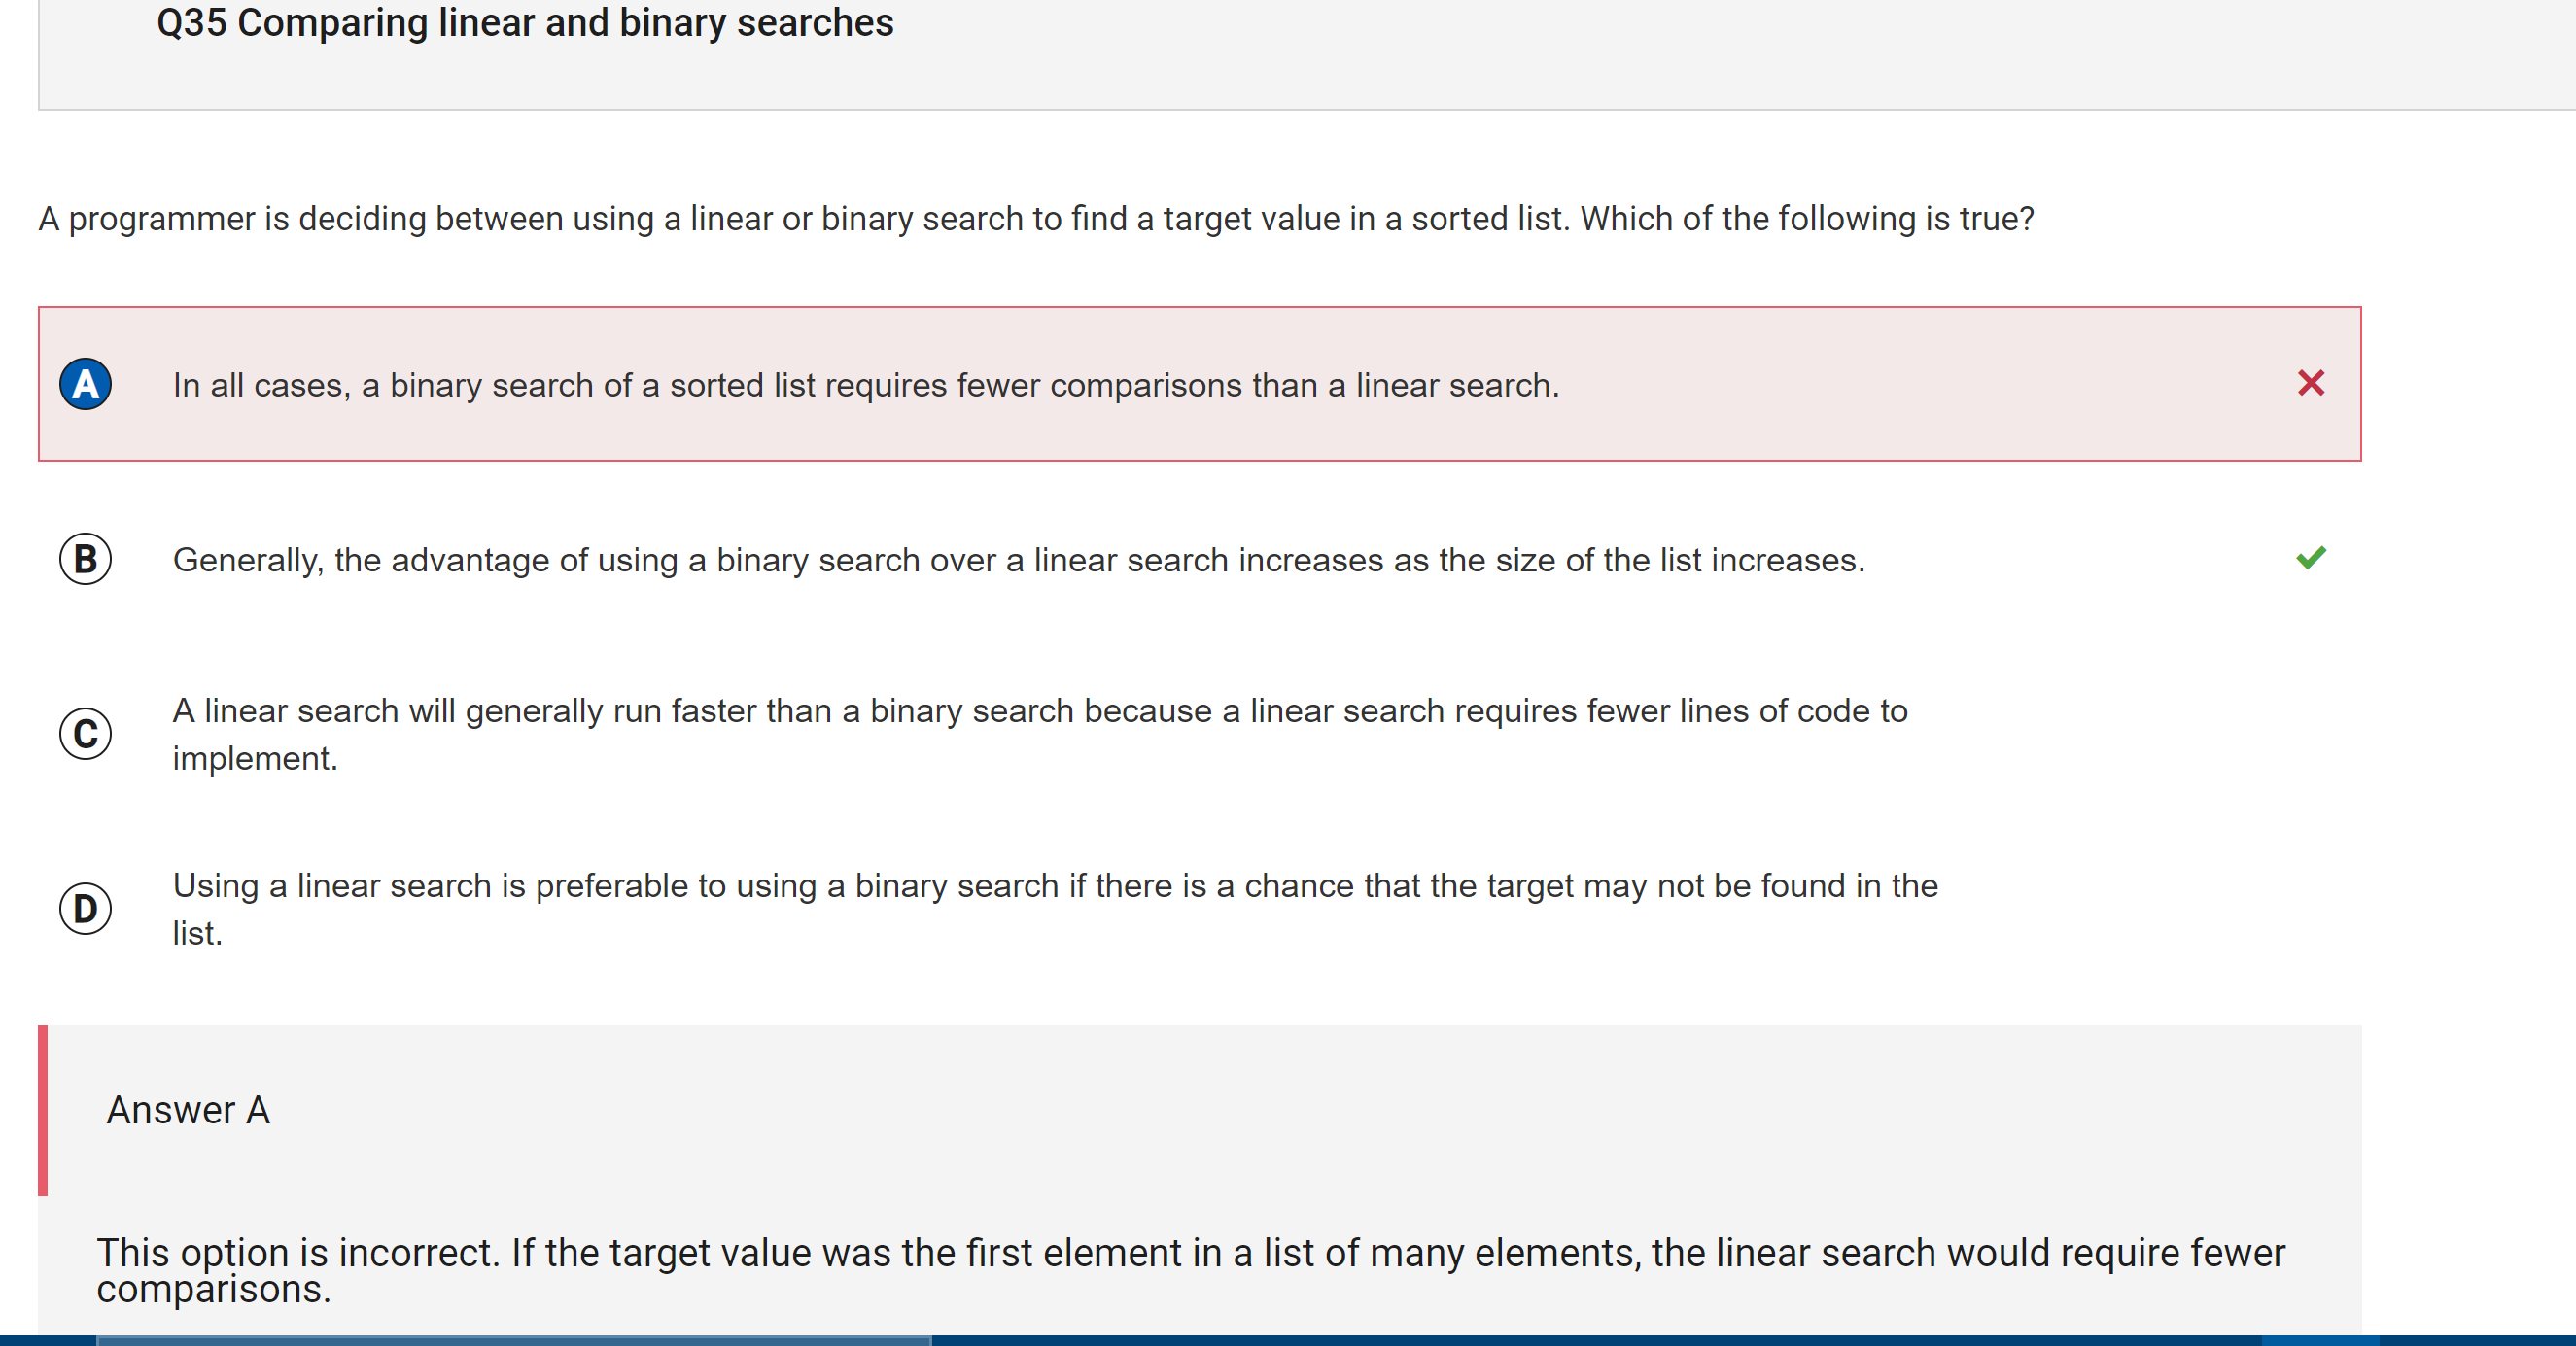 Q35 Comparing linear and binary searches
A programmer is deciding between using a linear or binary search to find a target value in a sorted list. Which of the following is true?
A In all cases, a binary search of a sorted list requires fewer comparisons than a linear search.
B Generally, the advantage of using a binary search over a linear search increases as the size of the list increases.
C A linear search will generally run faster than a binary search because a linear search requires fewer lines of code to
implement.
D Using a linear search is preferable to using a binary search if there is a chance that the target may not be found in the
list.
Answer A
This option is incorrect. If the target value was the first element in a list of many elements, the linear search would require fewer
comparisons.